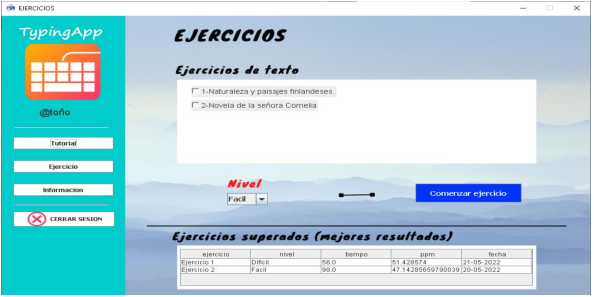 EJERCICIOS
TypingApp
@toño
Tutorial
Ejercicio
Informacion
CERRAR SESION
EJERCICIOS
Ejercicios de texto
1-Naturaleza y paisajes finlandeses.
2-Novela de la señora Cornelia
Nivel
Facil
Comenzar ejercicio
Ejercicios superados (mejores resultados)
ejercicio nivel tiempo ppm fecha
Ejercicio 1 Dificil 56.0 51.428574 21-05-2022
Ejercicio 2 Facil 98.0 47.14285659790039 20-05-2022